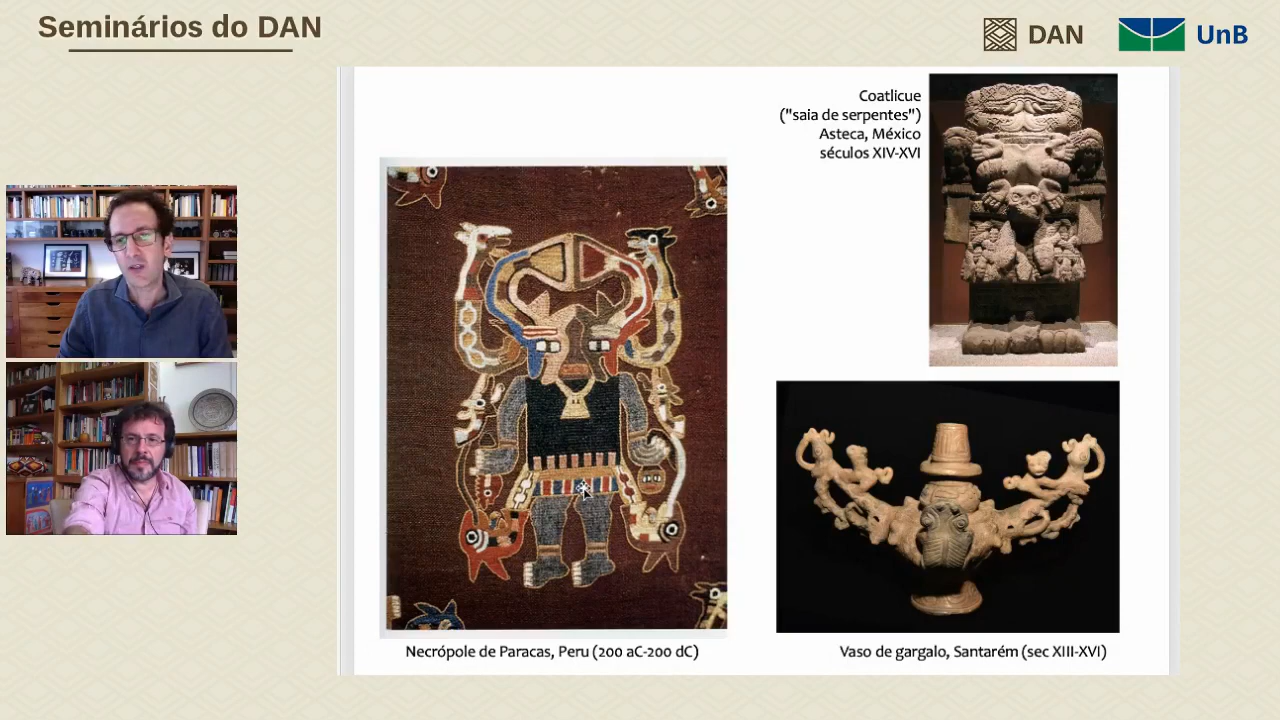 Seminários do DAN
DAN
UnB
Coatlicue
("saia de serpentes")
Asteca, México
séculos XIV-XVI
Necrópole de Paracas, Peru (200 aC-200 dC)
Vaso de gargalo, Santarém (sec XIII-XVI)